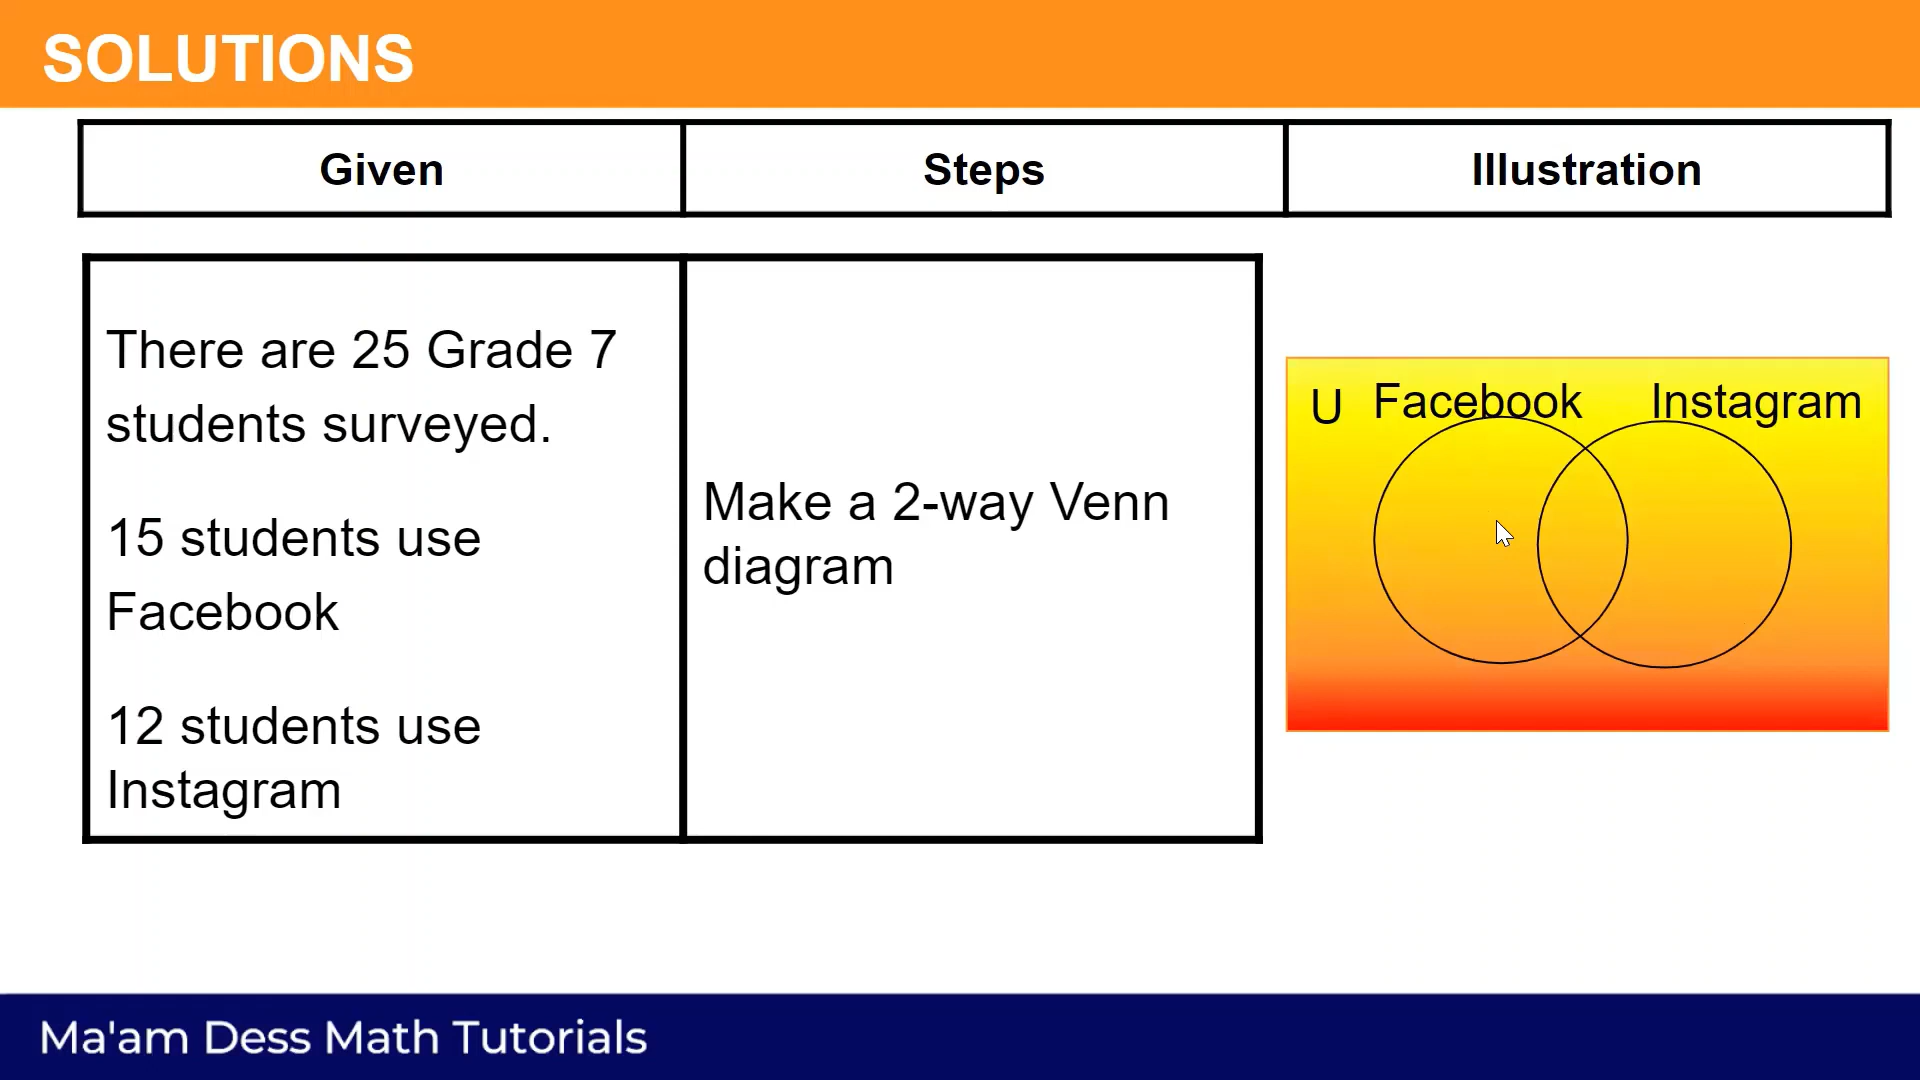 SOLUTIONS
Given
Steps
Illustration
There are 25 Grade 7
students surveyed.
15 students use
Facebook
12 students use
Instagram
Make a 2-way Venn
diagram
U
Facebook
Instagram
Ma'am Dess Math Tutorials